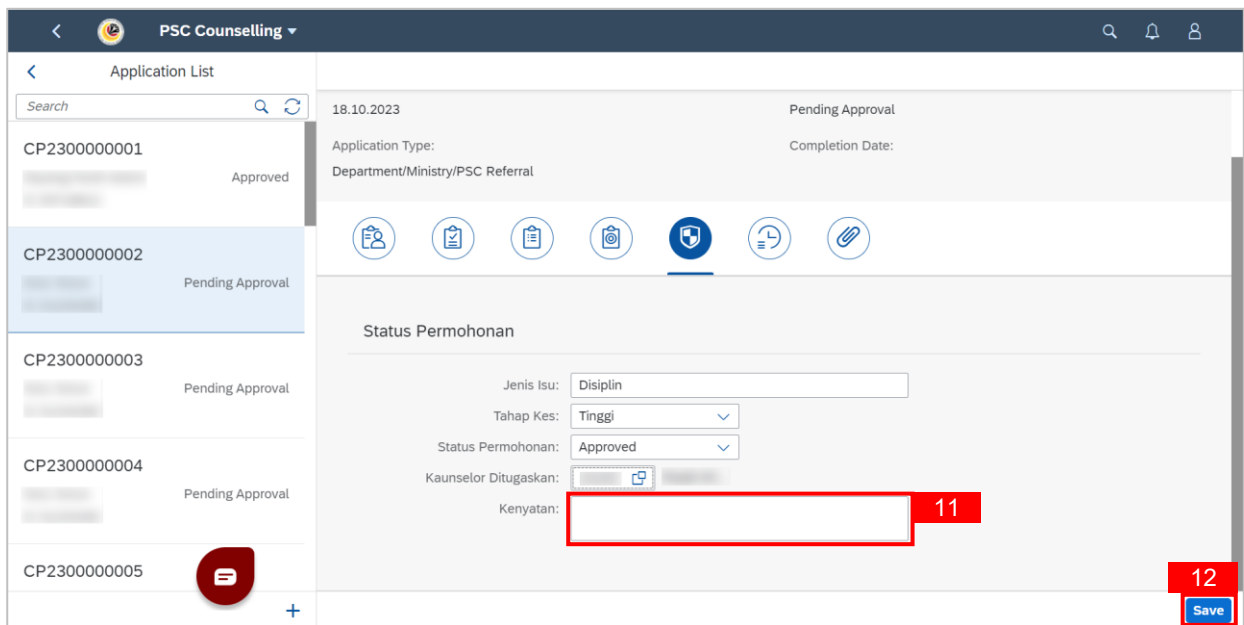 PSC Counselling
Application List
Search
CP2300000001
Approved
CP2300000002
Pending Approval
CP2300000003
Pending Approval
CP2300000004
Pending Approval
CP2300000005
18.10.2023
Pending Approval
Application Type:
Completion Date:
Department/Ministry/PSC Referral
Status Permohonan
Jenis Isu: Disiplin
Tahap Kes: Tinggi
Status Permohonan: Approved
Kaunselor Ditugaskan:
Kenyatan:
11
12
Save